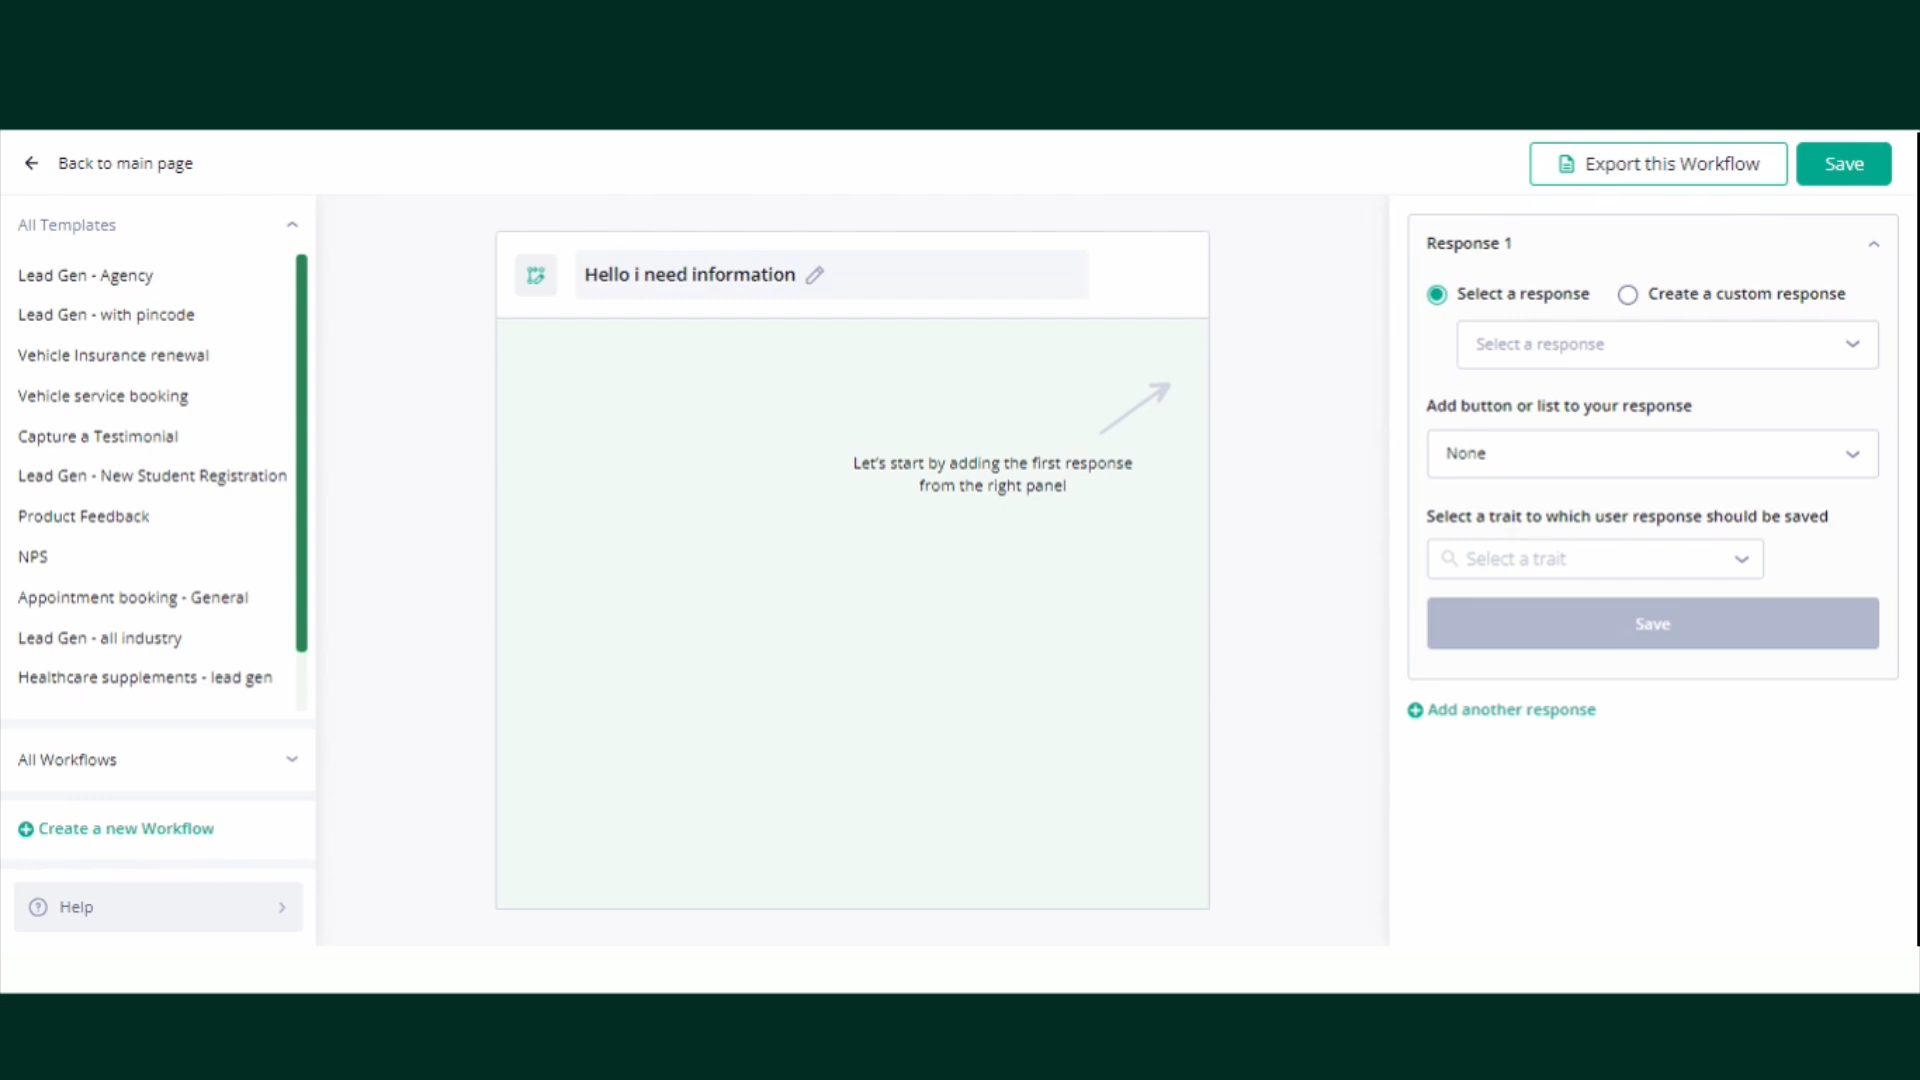 Back to main page
Export this Workflow
Save
All Templates
Lead Gen - Agency
Lead Gen - with pincode
Vehicle Insurance renewal
Vehicle service booking
Capture a Testimonial
Lead Gen - New Student Registration
Product Feedback
NPS
Appointment booking - General
Lead Gen - all industry
Healthcare supplements - lead gen
All Workflows
Create a new Workflow
Help
Hello i need information
Let's start by adding the first response
from the right panel
Response 1
Select a response
Create a custom response
Select a response
Add button or list to your response
None
Select a trait to which user response should be saved
Select a trait
Save
Add another response